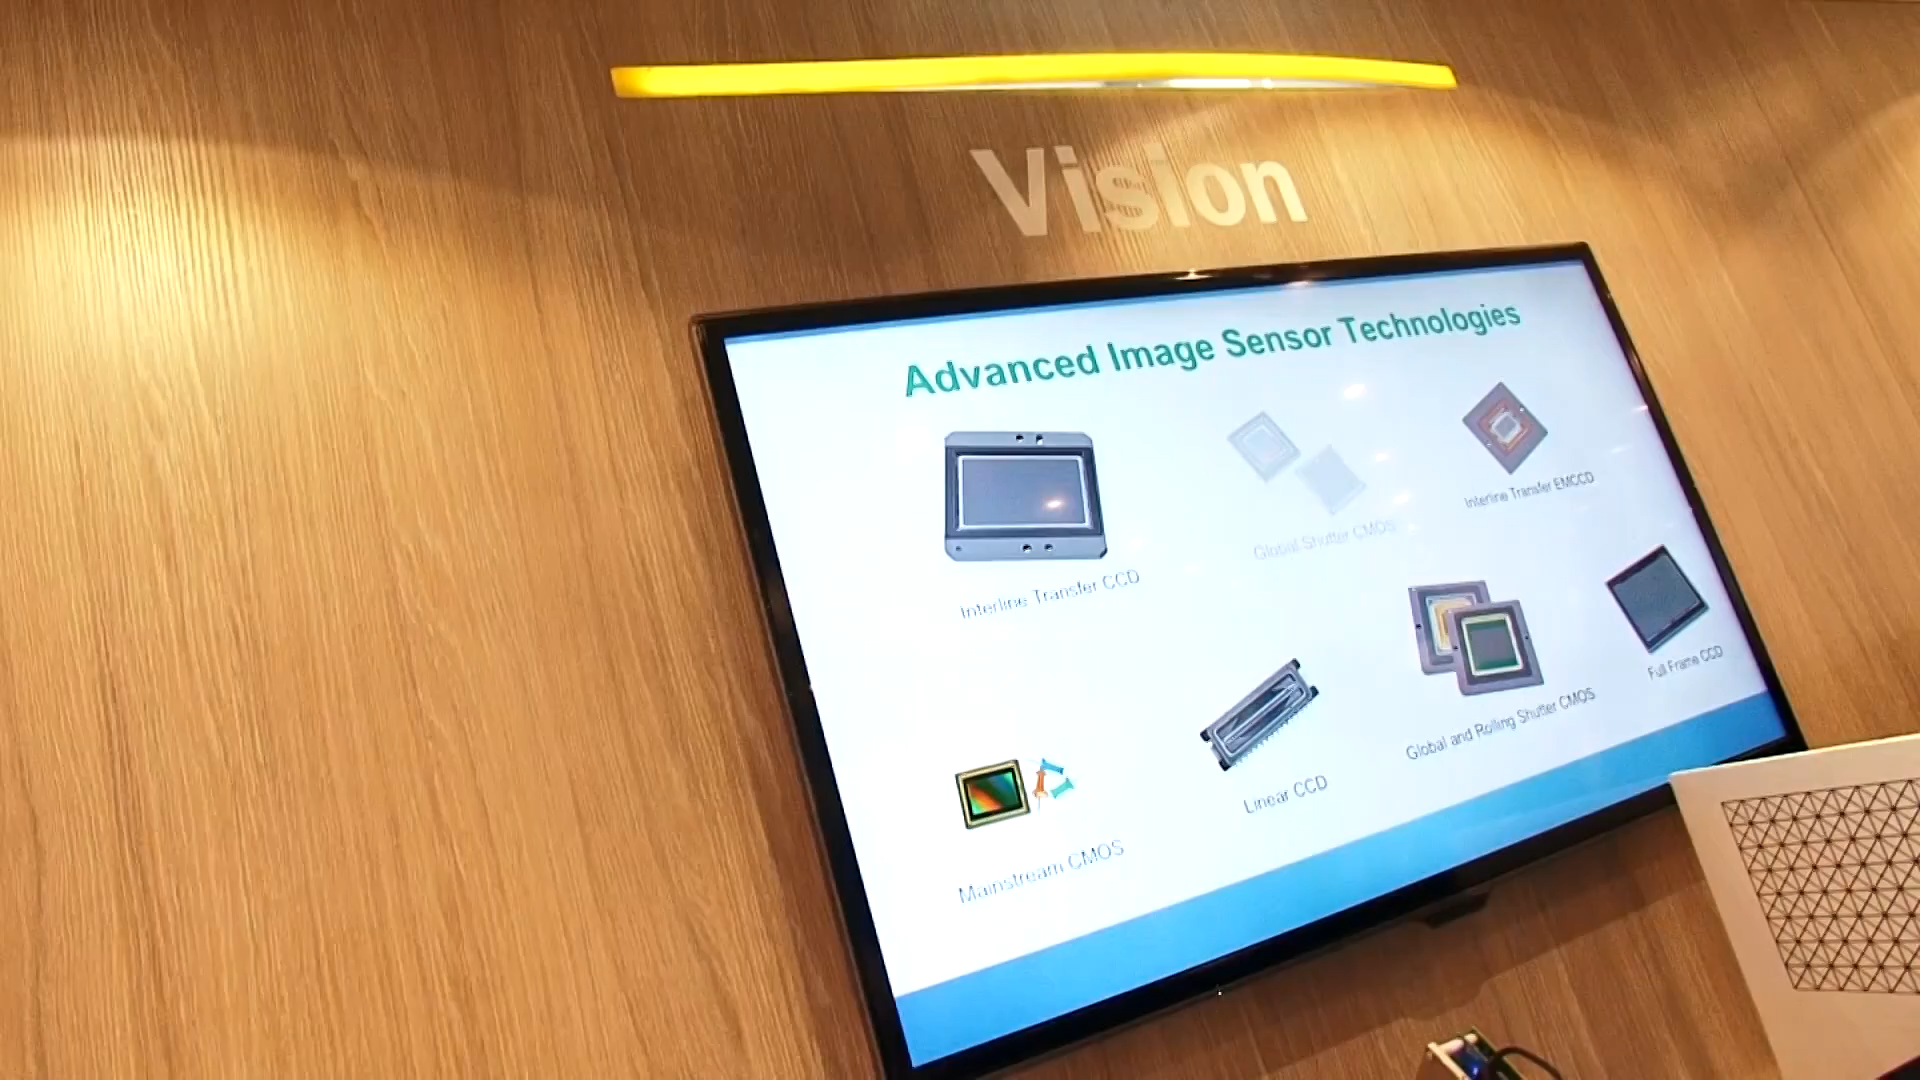 Vision
Advanced Image Sensor Technologies
Interline Transfer CCD
Global Shutter CMOS
Interline Transfer EMCCD
Mainstream CMOS
Linear CCD
Global and Rolling Shutter CMOS
Full Frame CCD